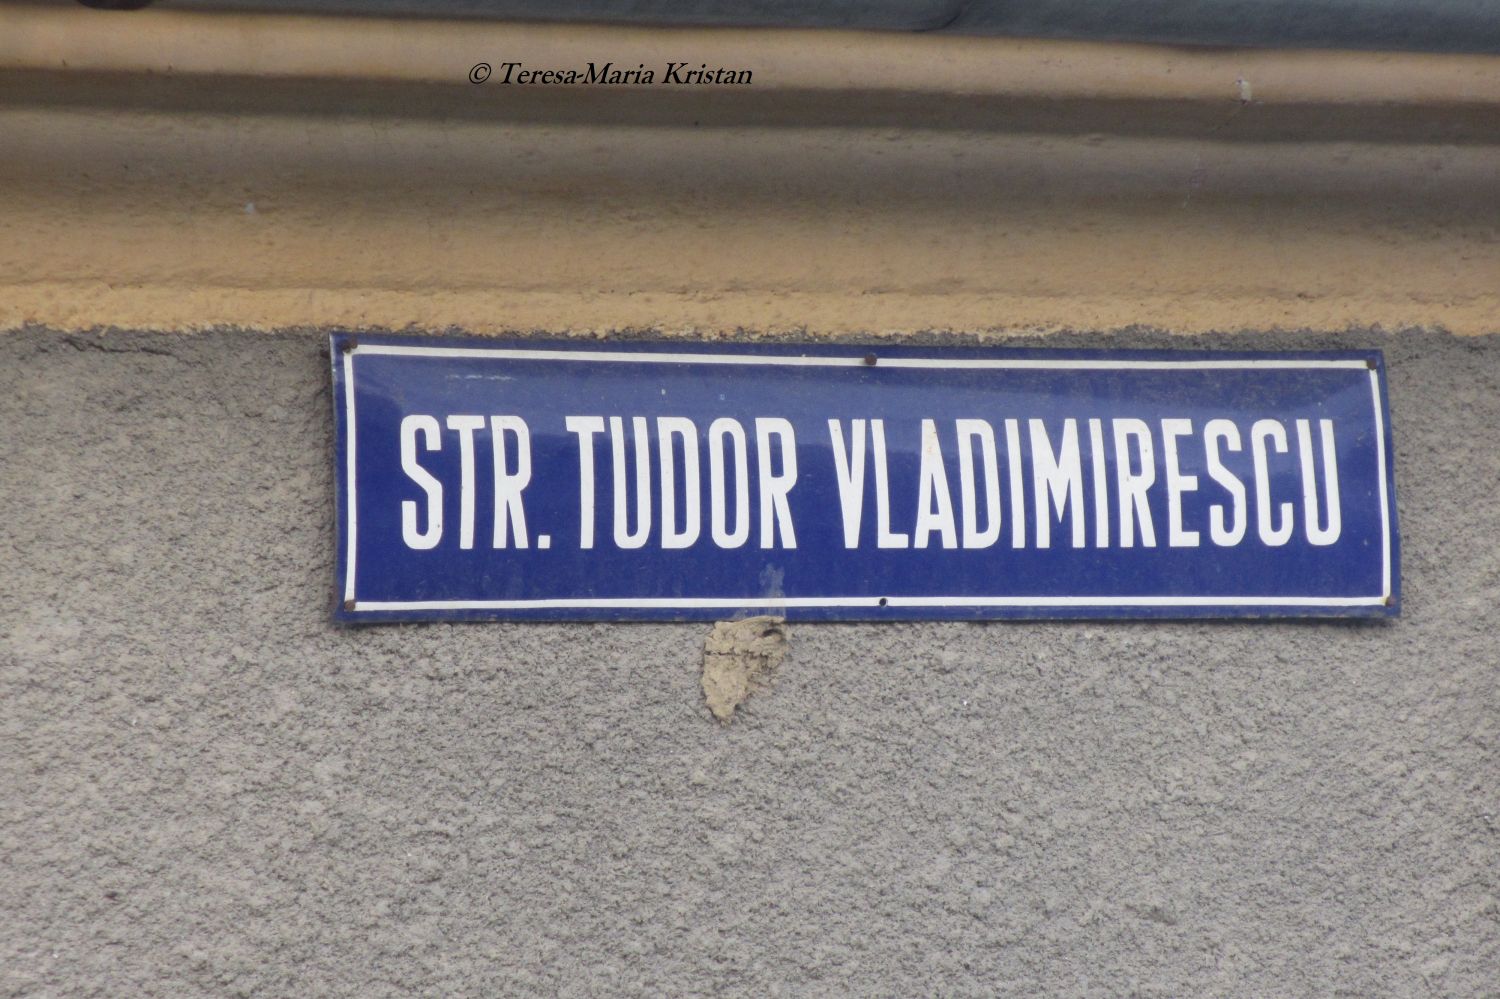 © Teresa-Maria Kristan
STR. TUDOR VLADIMIRESCU